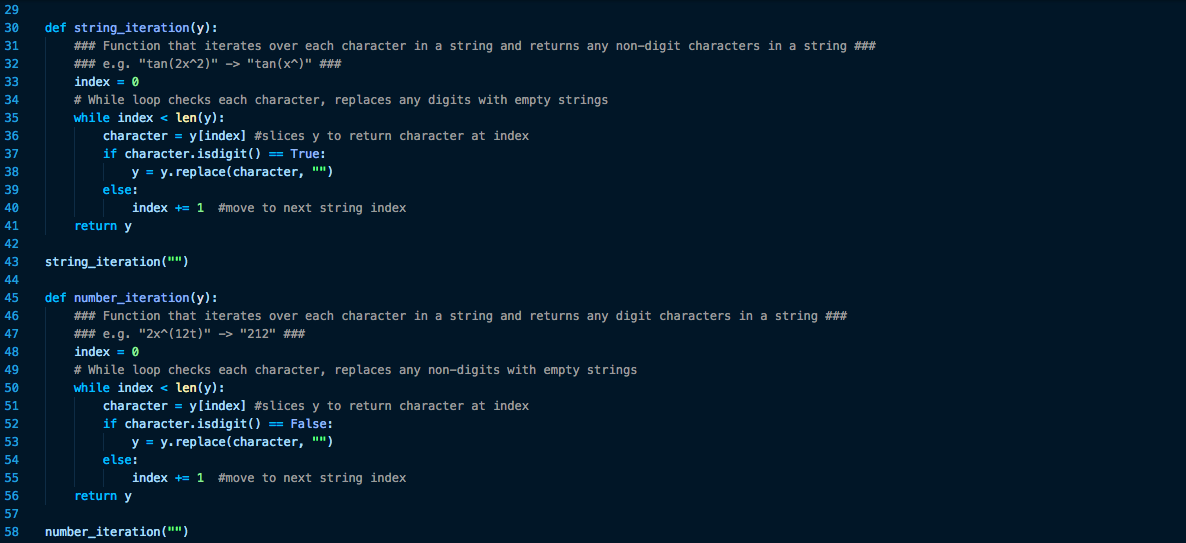 29
30 def string_iteration(y):
31 ### Function that iterates over each character in a string and returns any non-digit characters in a string ###
32 ### e.g. "tan(2x^2)" -> "tan(x^)" ###
33 index = 0
34 # While loop checks each character, replaces any digits with empty strings
35 while index < len(y):
36 character = y[index] #slices y to return character at index
37 if character.isdigit() == True:
38 y = y.replace(character, "")
39 else:
40 index += 1  #move to next string index
41 return y
42
43 string_iteration("")
44
45 def number_iteration(y):
46 ### Function that iterates over each character in a string and returns any digit characters in a string ###
47 ### e.g. "2x^(12t)" -> "212" ###
48 index = 0
49 # While loop checks each character, replaces any non-digits with empty strings
50 while index < len(y):
51 character = y[index] #slices y to return character at index
52 if character.isdigit() == False:
53 y = y.replace(character, "")
54 else:
55 index += 1  #move to next string index
56 return y
57
58 number_iteration("")